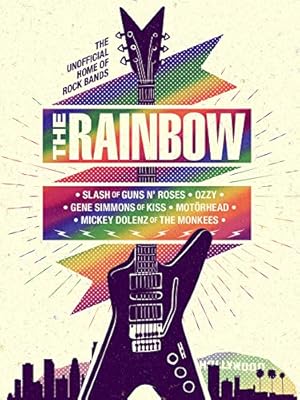 THE
UNOFFICIAL
HOME OF
ROCK BANDS
THE RAINBOW
• SLASH OF GUNS N' ROSES • OZZY •
• GENE SIMMONS OF KISS • MOTÖRHEAD •
• MICKEY DOLENZ OF THE MONKEES •
HOLLYWOOD